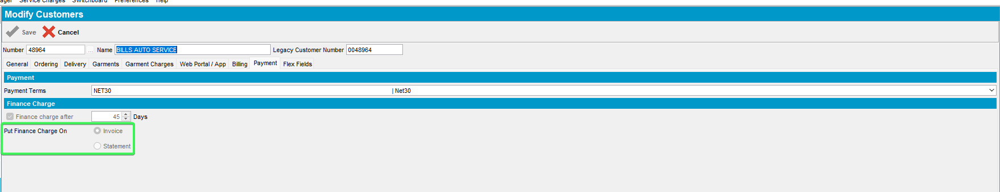 ager Service Charges Switchboard Preferences Help
Modify Customers
Save Cancel
Number 48964 ... Name BILLS AUTO SERVICE Legacy Customer Number 0048964
General Ordering Delivery Garments Garment Charges Web Portal / App Billing Payment Flex Fields
Payment
Payment Terms NET30 | Net30
Finance Charge
Finance charge after 45 Days
Put Finance Charge On Invoice
Statement